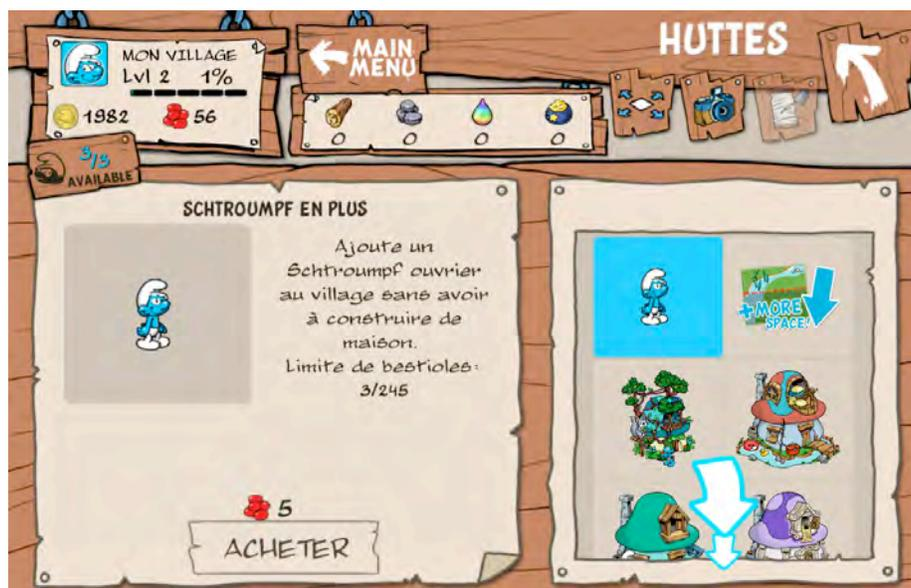 MON VILLAGE
Lvl 2 1%
1982 56
3/3
AVAILABLE
MAIN
MENU
0 0 0 0
HUTTES
SCHTROUMPF EN PLUS
Ajoute un
Schtroumpf ouvrier
au village sans avoir
à construire de
maison.
Limite de bestioles:
3/245
5
ACHETER
+MORE
SPACE!